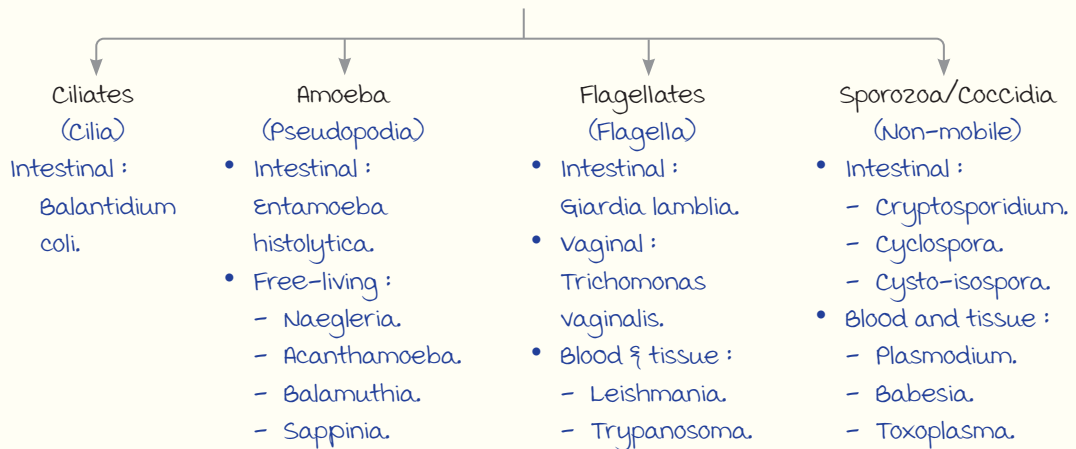 Ciliates
(Cilia)
Intestinal :
Balantidium
coli.
Amoeba
(Pseudopodia)
• Intestinal :
Entamoeba
histolytica.
• Free-living :
- Naegleria.
- Acanthamoeba.
- Balamuthia.
- Sappinia.
Flagellates
(Flagella)
• Intestinal :
Giardia lamblia.
• Vaginal :
Trichomonas
vaginalis.
• Blood & tissue :
- Leishmania.
- Trypanosoma.
Sporozoa/Coccidia
(Non-mobile)
• Intestinal :
- Cryptosporidium.
- Cyclospora.
- Cysto-isospora.
• Blood and tissue :
- Plasmodium.
- Babesia.
- Toxoplasma.